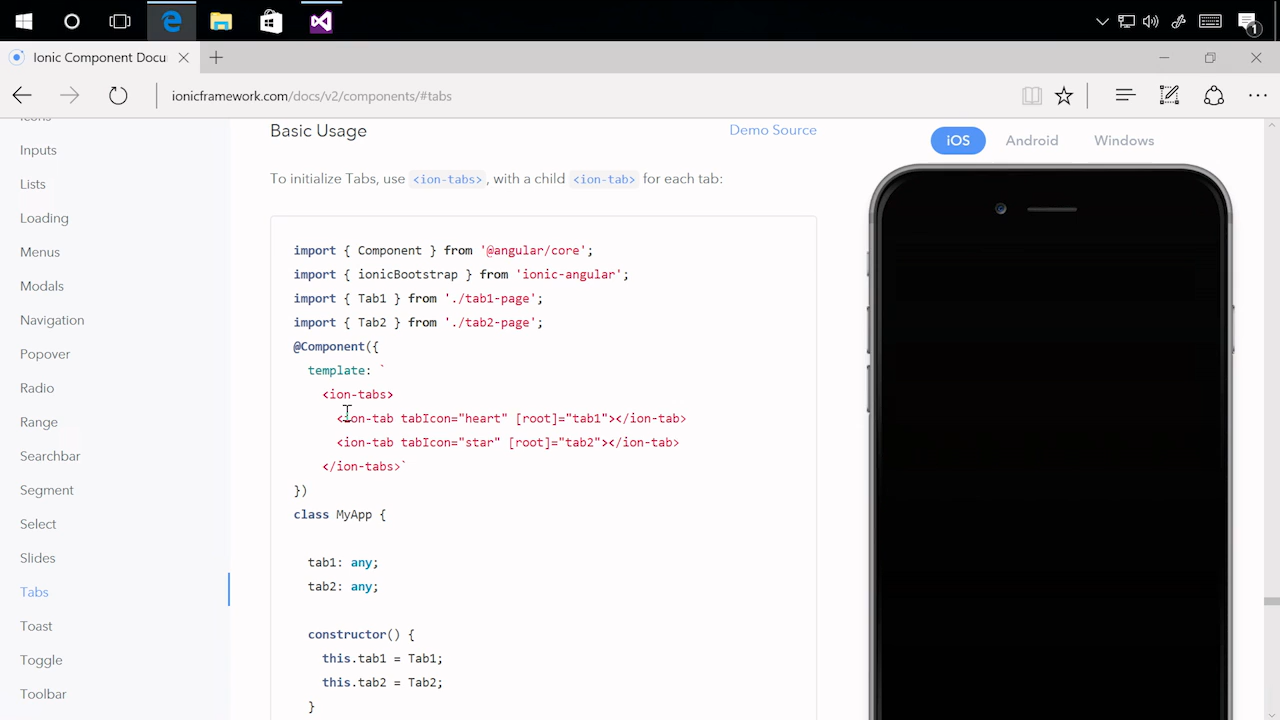 1
Ionic Component Docu
ionicframework.com/docs/v2/components/#tabs
Icons
Inputs
Lists
Loading
Menus
Modals
Navigation
Popover
Radio
Range
Searchbar
Segment
Select
Slides
Tabs
Toast
Toggle
Toolbar
Basic Usage
Demo Source
To initialize Tabs, use <ion-tabs>, with a child <ion-tab> for each tab:
import { Component } from '@angular/core';
import { ionicBootstrap } from 'ionic-angular';
import { Tab1 } from './tab1-page';
import { Tab2 } from './tab2-page';
@Component({
template: `
<ion-tabs>
<ion-tab tabIcon="heart" [root]="tab1"></ion-tab>
<ion-tab tabIcon="star" [root]="tab2"></ion-tab>
</ion-tabs>`
})
class MyApp {
tab1: any;
tab2: any;
constructor() {
this.tab1 = Tab1;
this.tab2 = Tab2;
}
iOS
Android
Windows